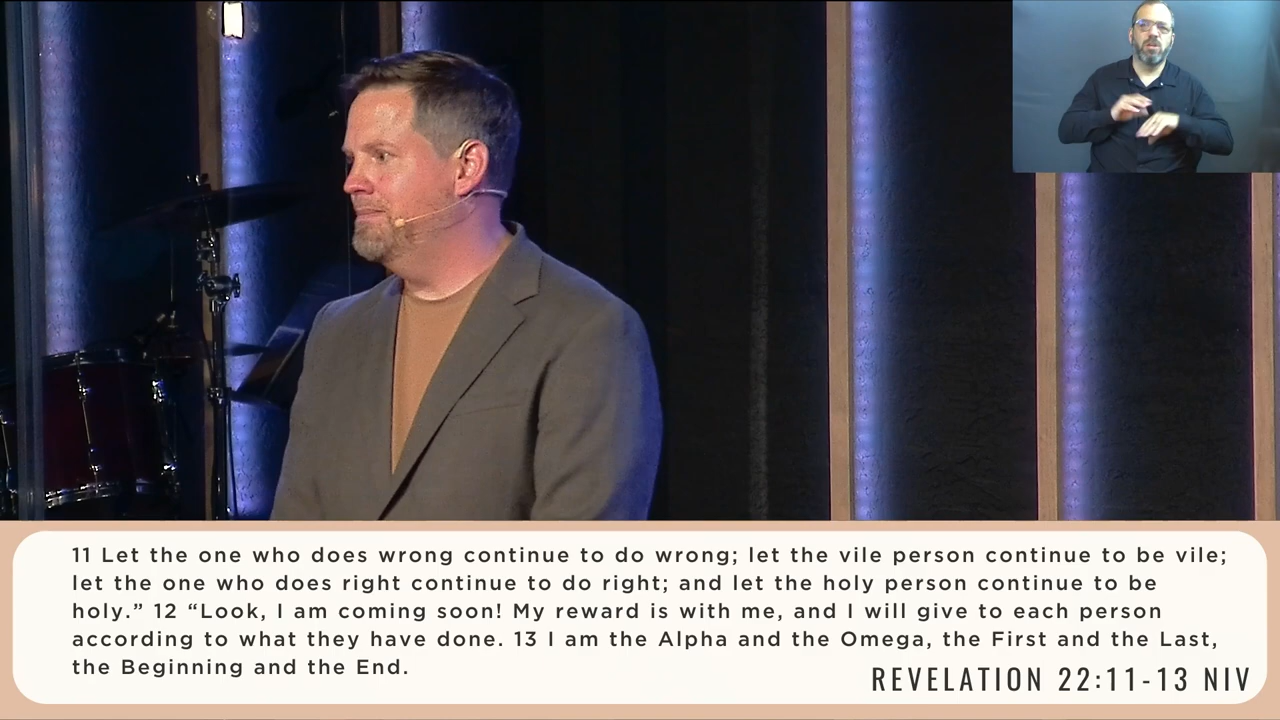 11 Let the one who does wrong continue to do wrong; let the vile person continue to be vile;
let the one who does right continue to do right; and let the holy person continue to be
holy.” 12 “Look, I am coming soon! My reward is with me, and I will give to each person
according to what they have done. 13 I am the Alpha and the Omega, the First and the Last,
the Beginning and the End.
REVELATION 22:11-13 NIV